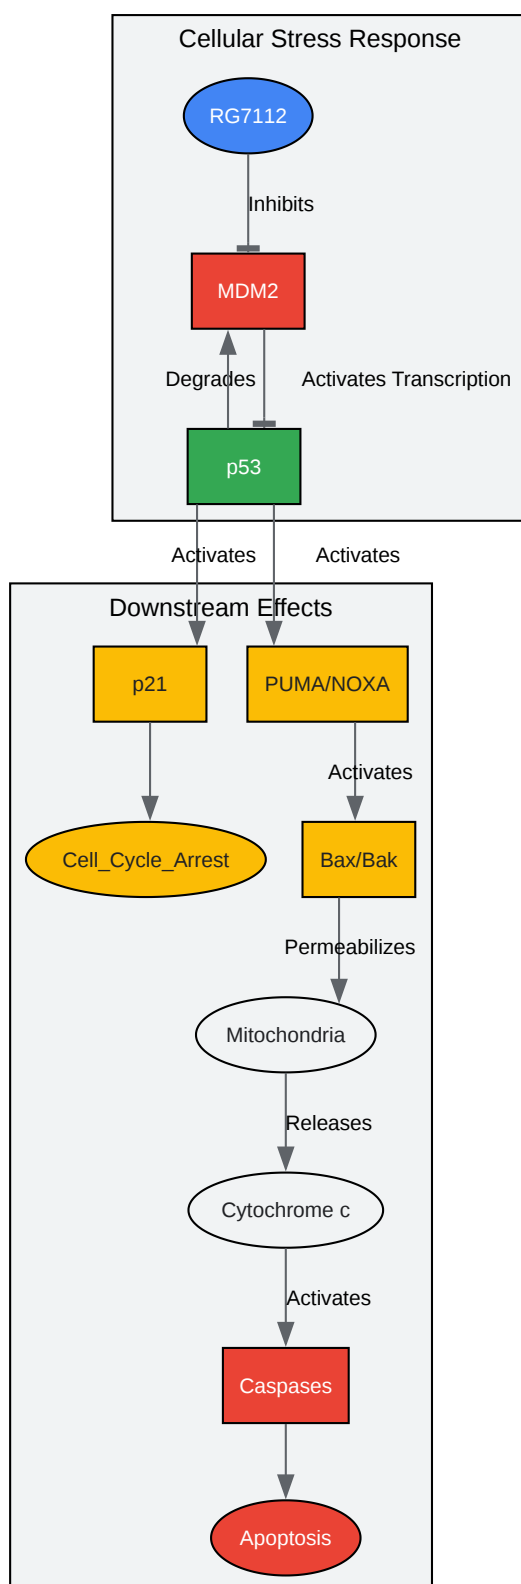 Cellular Stress Response
RG7112
Inhibits
MDM2
Degrades
Activates Transcription
p53
Activates
Activates
Downstream Effects
p21
PUMA/NOXA
Activates
Cell_Cycle_Arrest
Bax/Bak
Permeabilizes
Mitochondria
Releases
Cytochrome c
Activates
Caspases
Apoptosis